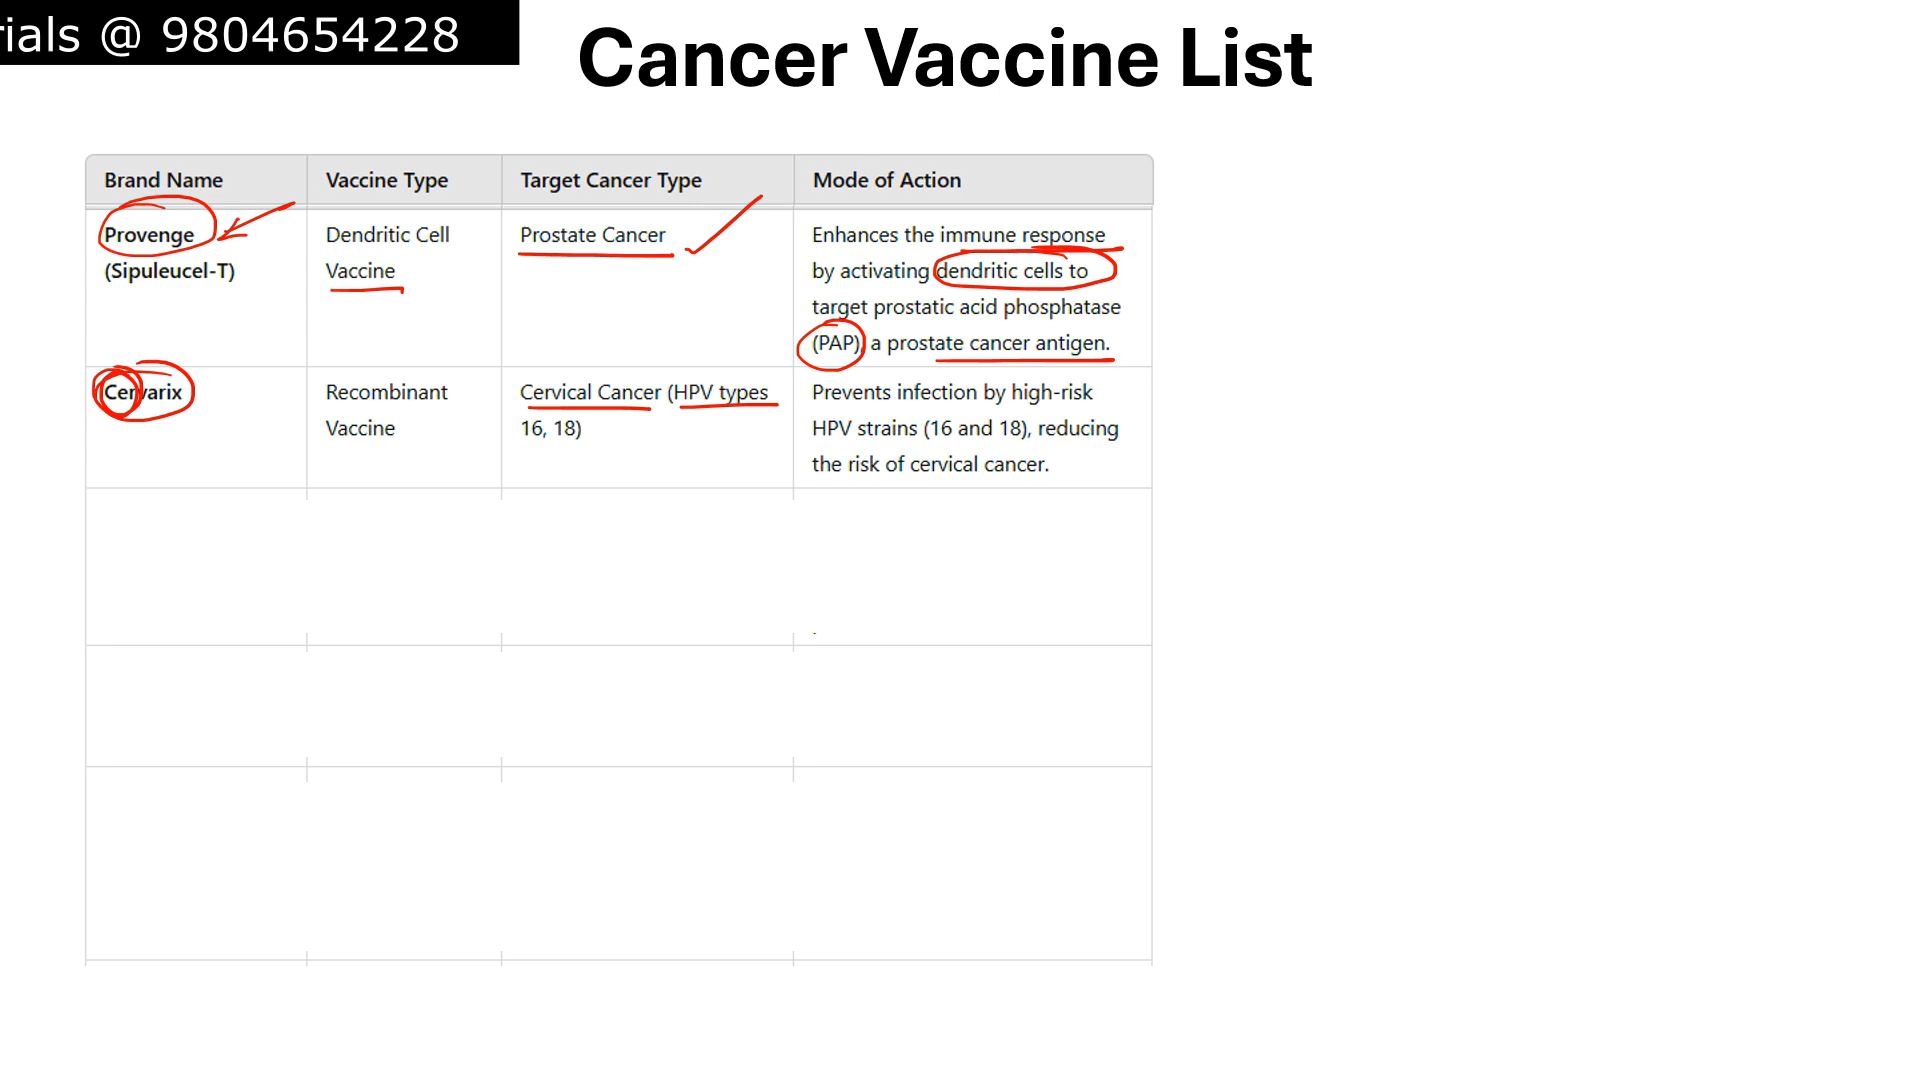 rials @ 9804654228
Cancer Vaccine List
Brand Name
Vaccine Type
Target Cancer Type
Mode of Action
Provenge
(Sipuleucel-T)
Dendritic Cell
Vaccine
Prostate Cancer
Enhances the immune response
by activating dendritic cells to
target prostatic acid phosphatase
(PAP), a prostate cancer antigen.
Cervarix
Recombinant
Vaccine
Cervical Cancer (HPV types
16, 18)
Prevents infection by high-risk
HPV strains (16 and 18), reducing
the risk of cervical cancer.